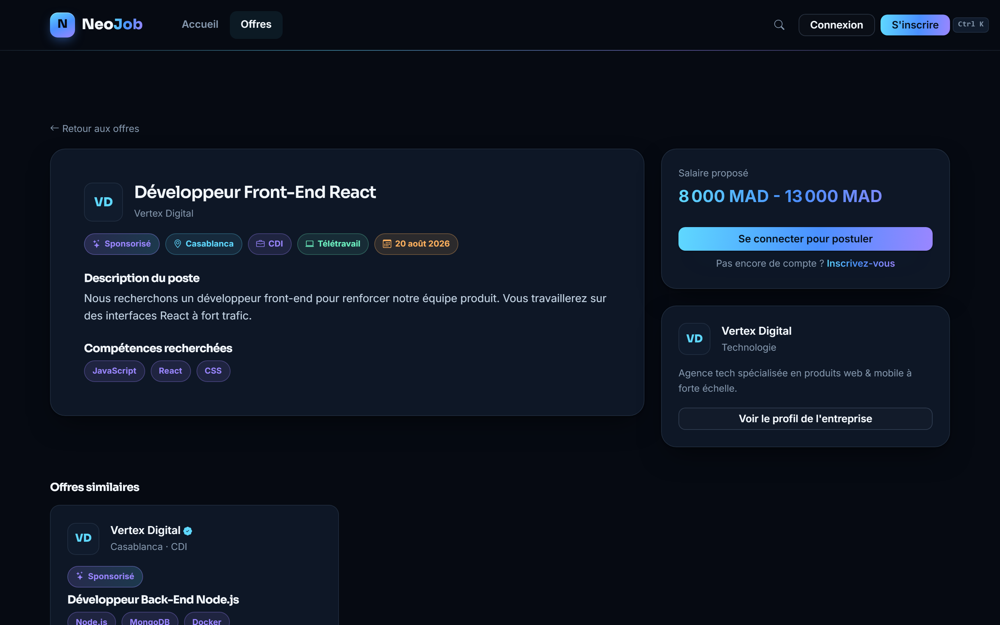 N NeoJob Accueil Offres Connexion S'inscrire Ctrl K
← Retour aux offres
VD
Développeur Front-End React
Vertex Digital
Sponsorisé Casablanca CDI Télétravail 20 août 2026
Description du poste
Nous recherchons un développeur front-end pour renforcer notre équipe produit. Vous travaillerez sur
des interfaces React à fort trafic.
Compétences recherchées
JavaScript React CSS
Salaire proposé
8 000 MAD - 13 000 MAD
Se connecter pour postuler
Pas encore de compte ? Inscrivez-vous
VD
Vertex Digital
Technologie
Agence tech spécialisée en produits web & mobile à
forte échelle.
Voir le profil de l'entreprise
Offres similaires
VD
Vertex Digital
Casablanca · CDI
Sponsorisé
Développeur Back-End Node.js
Node.js MongoDB Docker